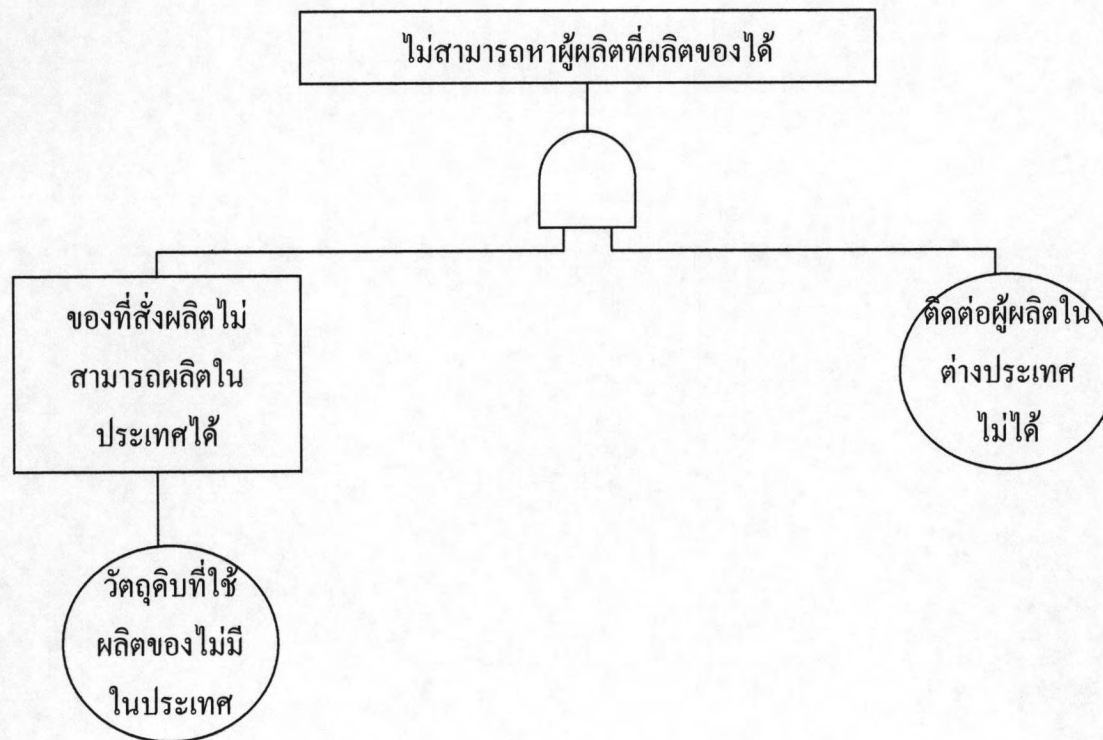 ไม่สามารถหาผู้ผลิตที่ผลิตของได้
ของที่สั่งผลิตไม่
สามารถผลิตใน
ประเทศได้
ติดต่อผู้ผลิตใน
ต่างประเทศ
ไม่ได้
วัตถุดิบที่ใช้
ผลิตของไม่มี
ในประเทศ